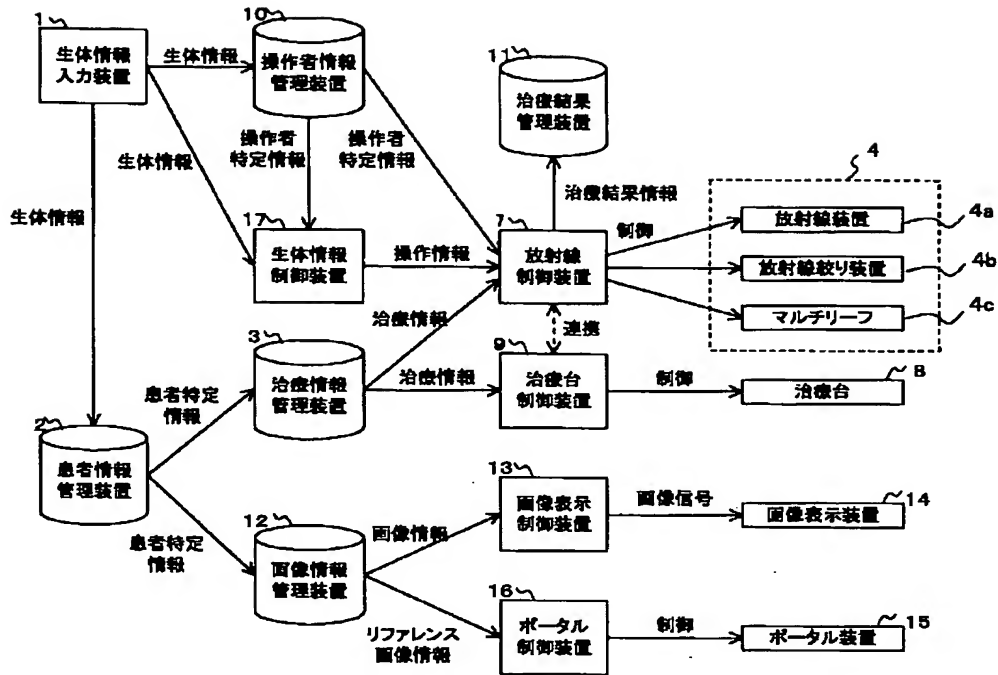 1
生体情報
入力装置
生体情報
10
操作者情報
管理装置
11
治療結果
管理装置
生体情報
生体情報
操作者
特定情報
操作者
特定情報
治療結果情報
17
生体情報
制御装置
操作情報
7
放射線
制御装置
制御
4
放射線装置
4a
放射線絞り装置
4b
マルチリーフ
4c
治療情報
連携
3
治療情報
管理装置
治療情報
9
治療台
制御装置
制御
治療台
8
患者特定
情報
2
患者情報
管理装置
患者特定
情報
12
画像情報
管理装置
画像情報
13
画像表示
制御装置
画像信号
画像表示装置
14
リファレンス
画像情報
16
ポータル
制御装置
制御
ポータル装置
15